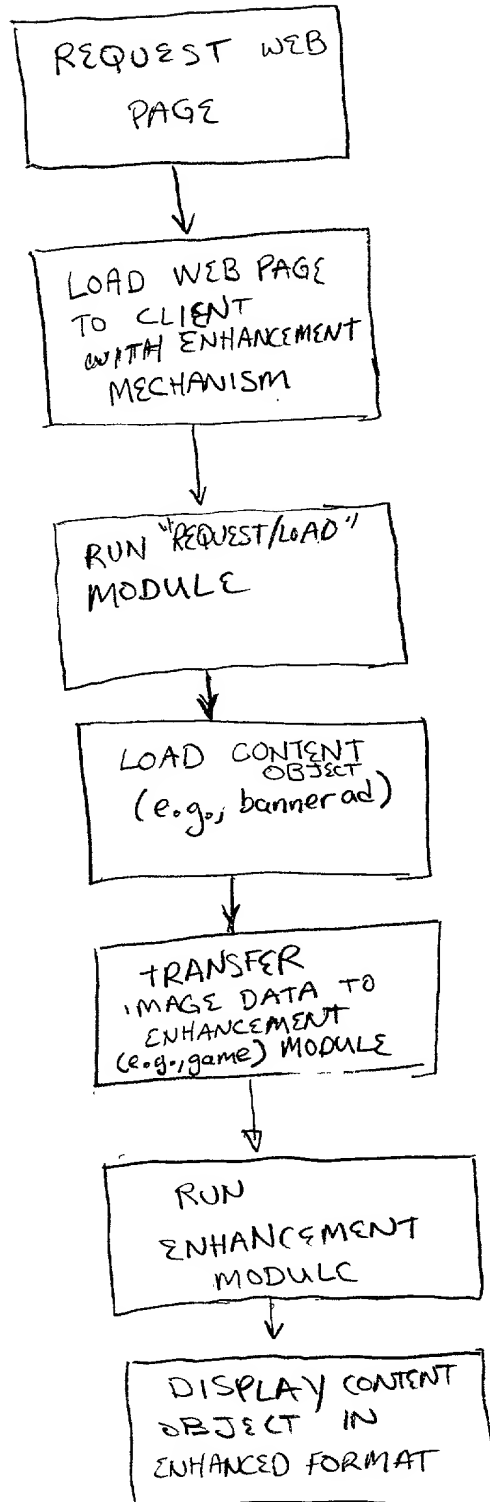 REQUEST WEB
PAGE
LOAD WEB PAGE
TO CLIENT
WITH ENHANCEMENT
MECHANISM
RUN "REQUEST/LOAD"
MODULE
LOAD CONTENT
OBJECT
(e.g., banner ad)
TRANSFER
IMAGE DATA TO
ENHANCEMENT
(e.g., game) MODULE
RUN
ENHANCEMENT
MODULE
DISPLAY CONTENT
OBJECT IN
ENHANCED FORMAT